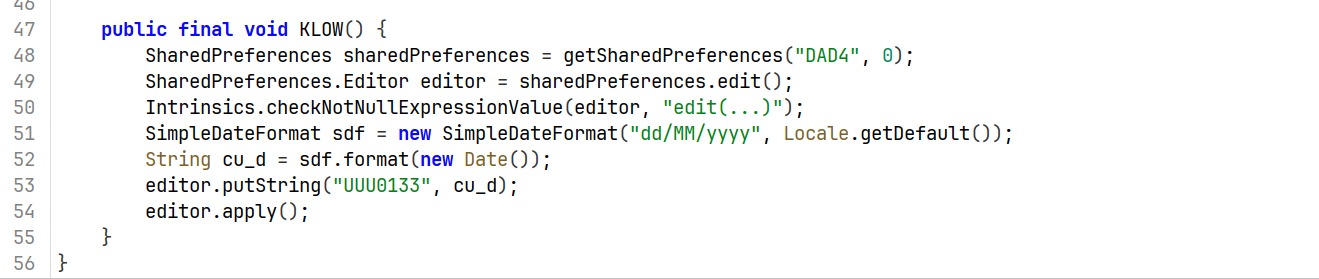 46
47    public final void KLOW() {
48        SharedPreferences sharedPreferences = getSharedPreferences("DAD4", 0);
49        SharedPreferences.Editor editor = sharedPreferences.edit();
50        Intrinsics.checkNotNullExpressionValue(editor, "edit(...)");
51        SimpleDateFormat sdf = new SimpleDateFormat("dd/MM/yyyy", Locale.getDefault());
52        String cu_d = sdf.format(new Date());
53        editor.putString("UUU0133", cu_d);
54        editor.apply();
55    }
56 }